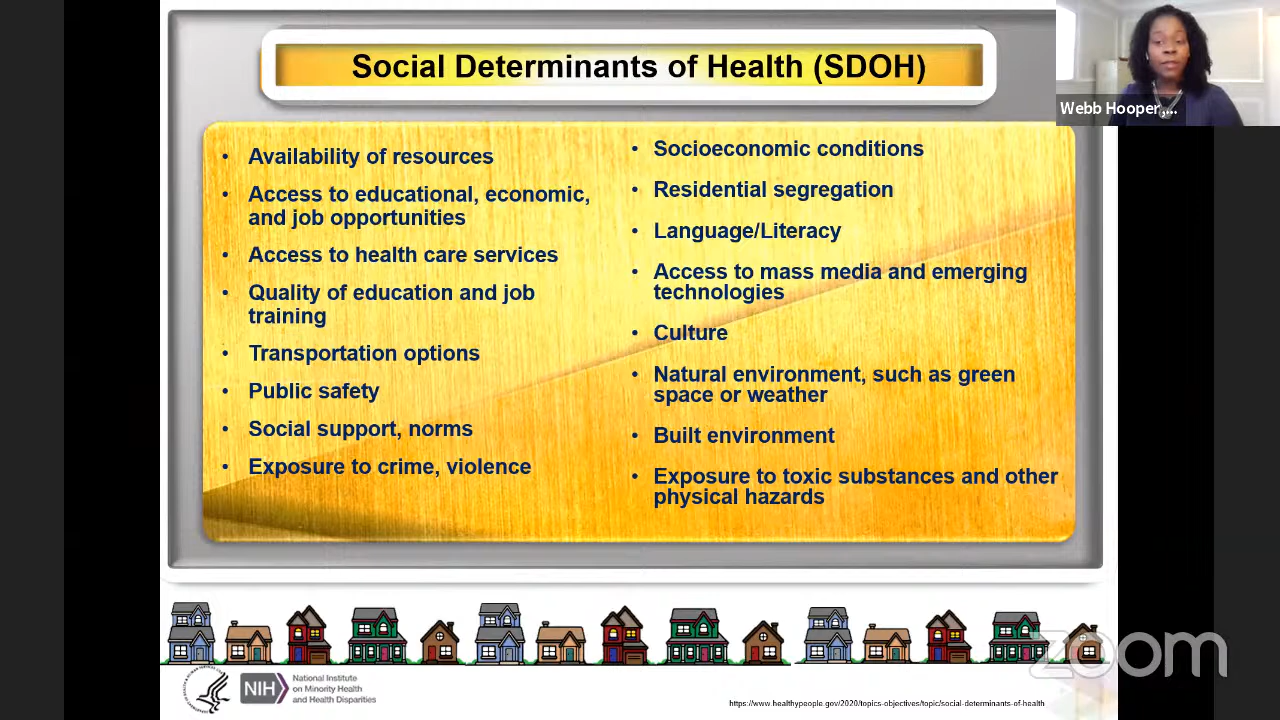 Social Determinants of Health (SDOH)
Webb Hooper,...
• Availability of resources
• Access to educational, economic,
and job opportunities
• Access to health care services
• Quality of education and job
training
• Transportation options
• Public safety
• Social support, norms
• Exposure to crime, violence
• Socioeconomic conditions
• Residential segregation
• Language/Literacy
• Access to mass media and emerging
technologies
• Culture
• Natural environment, such as green
space or weather
• Built environment
• Exposure to toxic substances and other
physical hazards
zoom
NIH
National Institute
on Minority Health
and Health Disparities
https://www.healthypeople.gov/2020/topics-objectives/topic/social-determinants-of-health